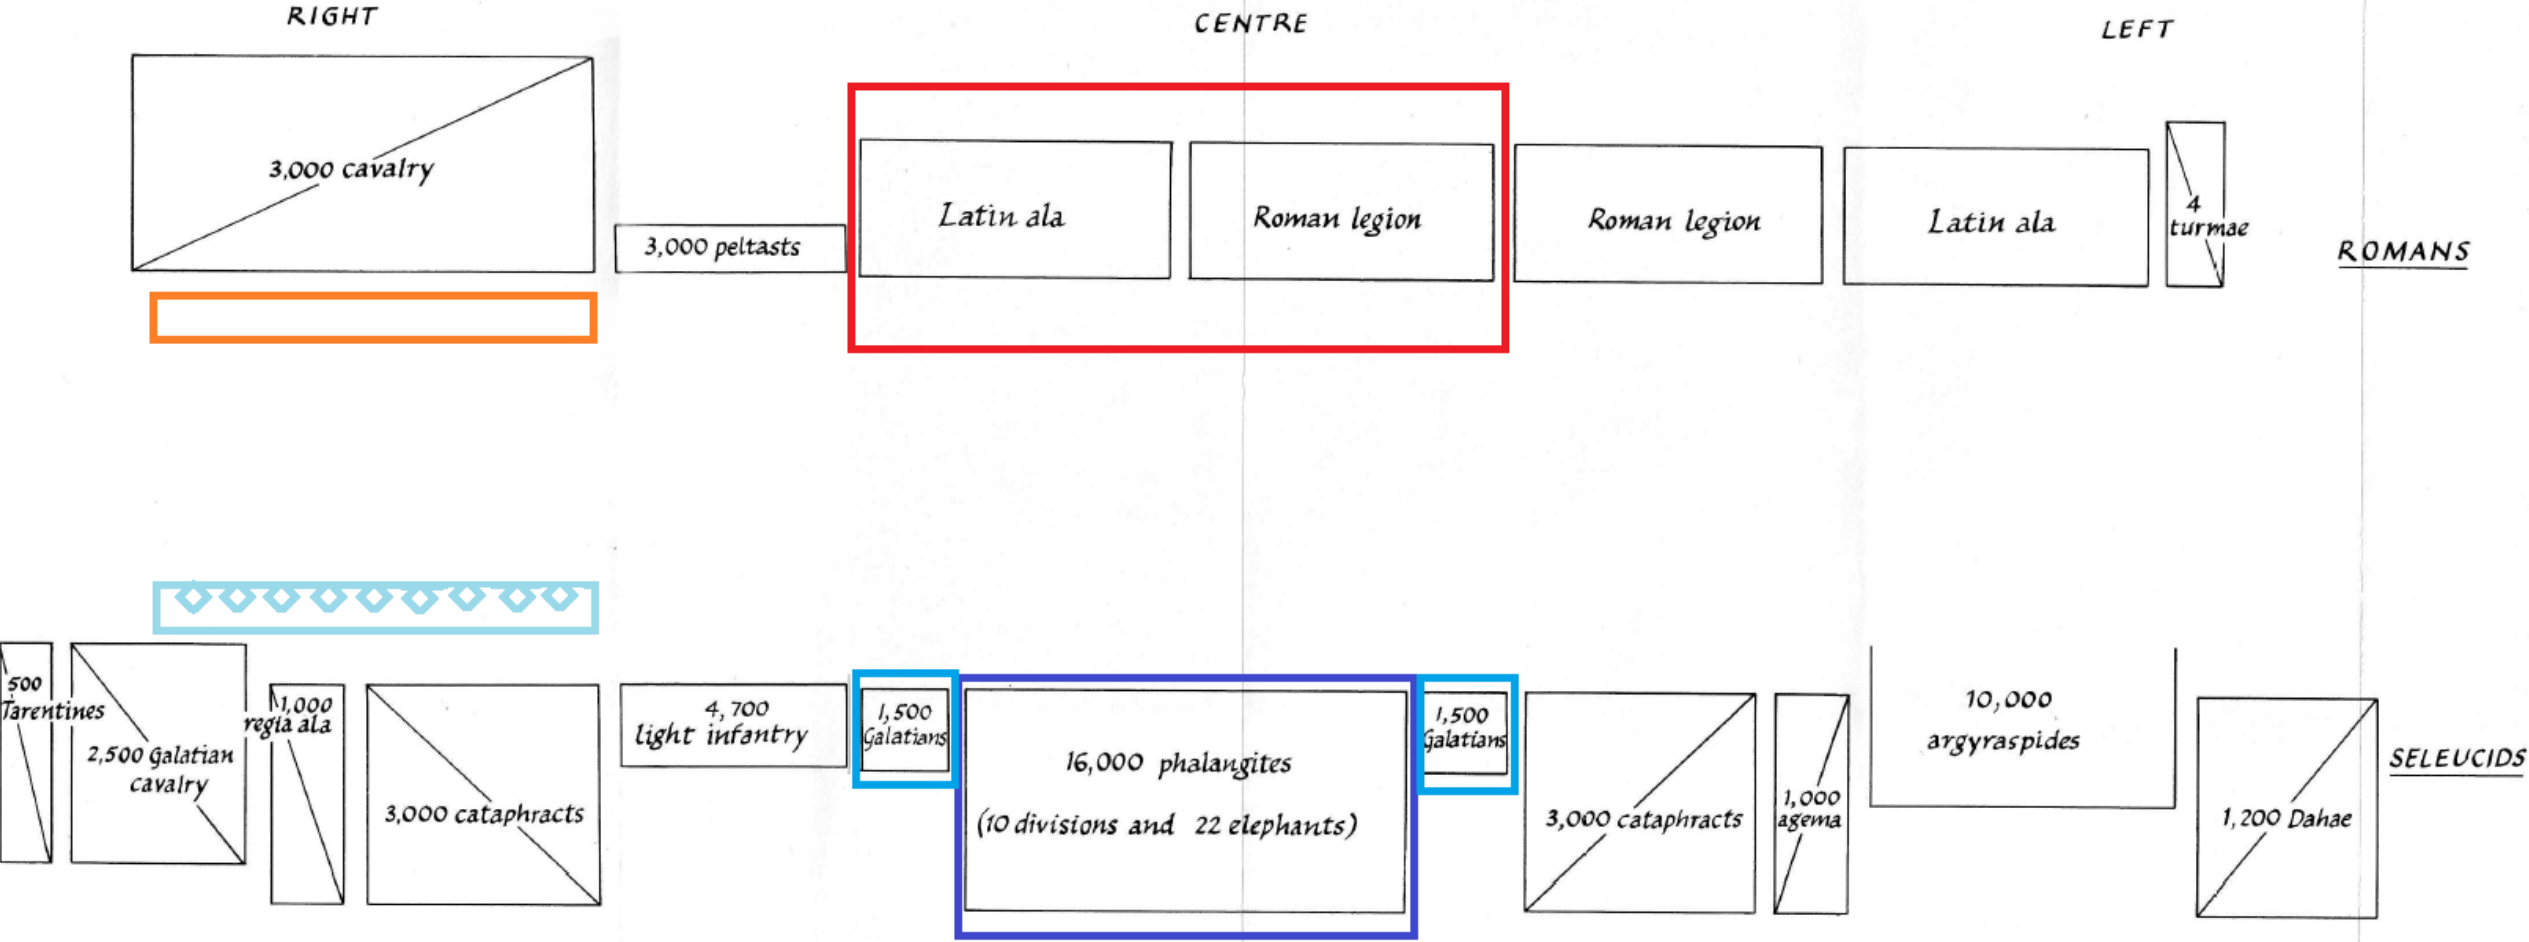 RIGHT
CENTRE
LEFT
3,000 cavalry
3,000 peltasts
Latin ala
Roman legion
Roman legion
Latin ala
4
turmae
ROMANS
500
Tarentines
2,500 Galatian
cavalry
1,000
regia ala
3,000 cataphracts
4,700
light infantry
1,500
Galatians
16,000 phalangites
(10 divisions and 22 elephants)
1,500
Galatians
3,000 cataphracts
1,000
agema
10,000
argyraspides
1,200 Dahae
SELEUCIDS